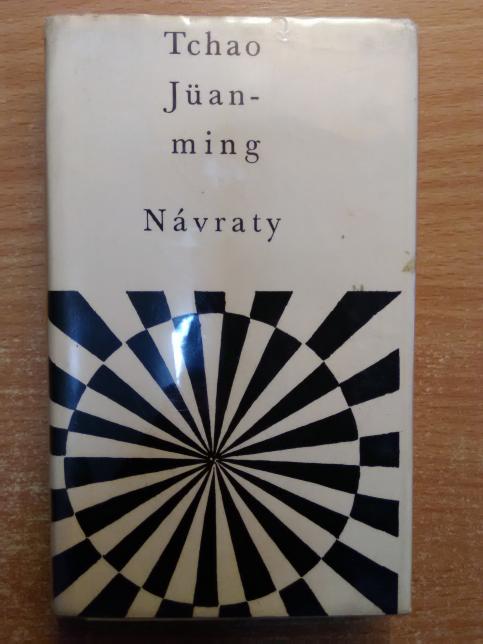 Tchao
Jüan-
ming
Návraty